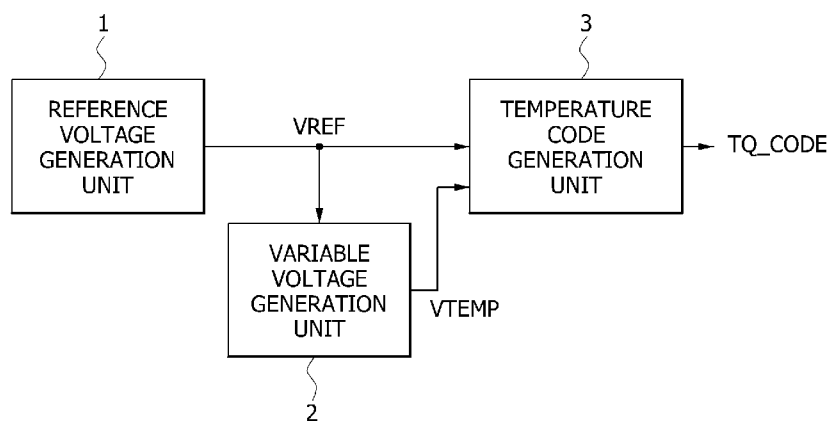 1
REFERENCE
VOLTAGE
GENERATION
UNIT
VREF
3
TEMPERATURE
CODE
GENERATION
UNIT
TQ_CODE
VARIABLE
VOLTAGE
GENERATION
UNIT
VTEMP
2